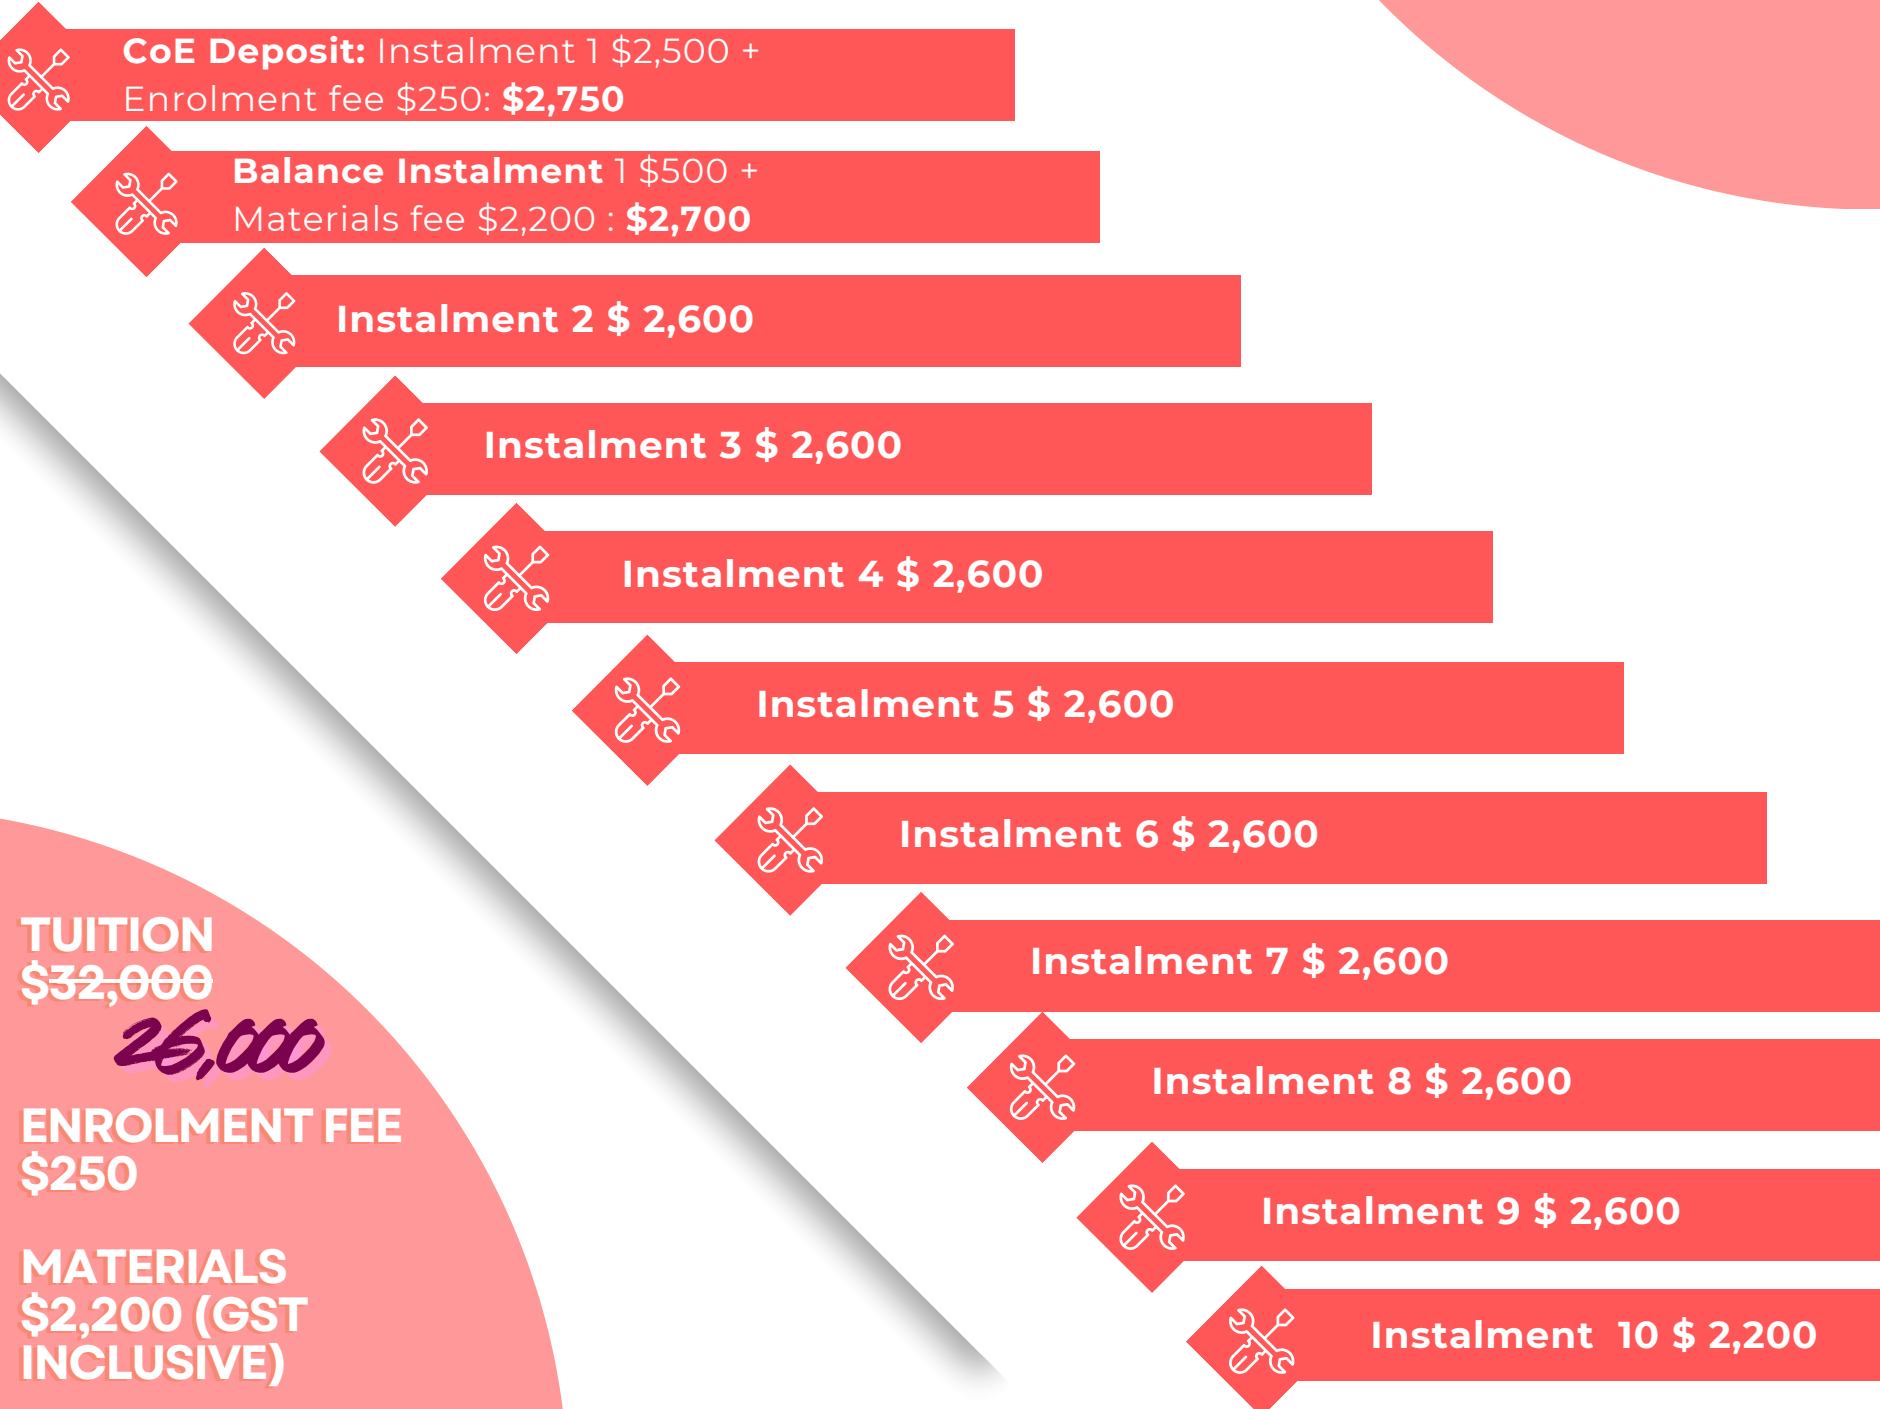 CoE Deposit: Instalment 1 $2,500 +
Enrolment fee $250: $2,750
Balance Instalment 1 $500 +
Materials fee $2,200 : $2,700
Instalment 2 $ 2,600
Instalment 3 $ 2,600
Instalment 4 $ 2,600
Instalment 5 $ 2,600
Instalment 6 $ 2,600
Instalment 7 $ 2,600
Instalment 8 $ 2,600
Instalment 9 $ 2,600
Instalment 10 $ 2,200
TUITION
$32,000
26,000
ENROLMENT FEE
$250
MATERIALS
$2,200 (GST
INCLUSIVE)